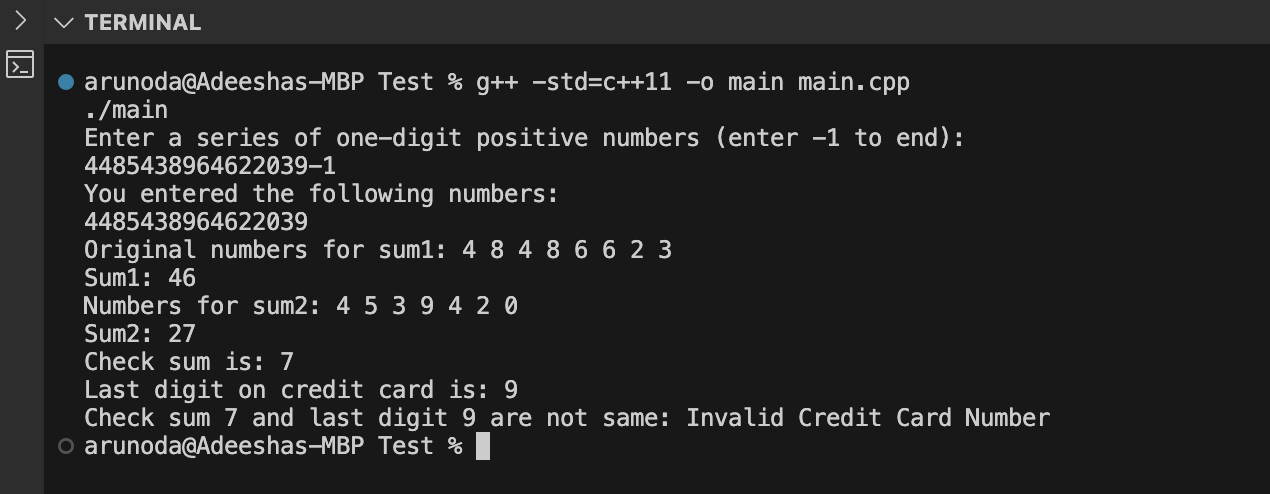 TERMINAL
arunoda@Adeeshas-MBP Test % g++ -std=c++11 -o main main.cpp
./main
Enter a series of one-digit positive numbers (enter -1 to end):
4485438964622039-1
You entered the following numbers:
4485438964622039
Original numbers for sum1: 4 8 4 8 6 6 2 3
Sum1: 46
Numbers for sum2: 4 5 3 9 4 2 0
Sum2: 27
Check sum is: 7
Last digit on credit card is: 9
Check sum 7 and last digit 9 are not same: Invalid Credit Card Number
arunoda@Adeeshas-MBP Test %